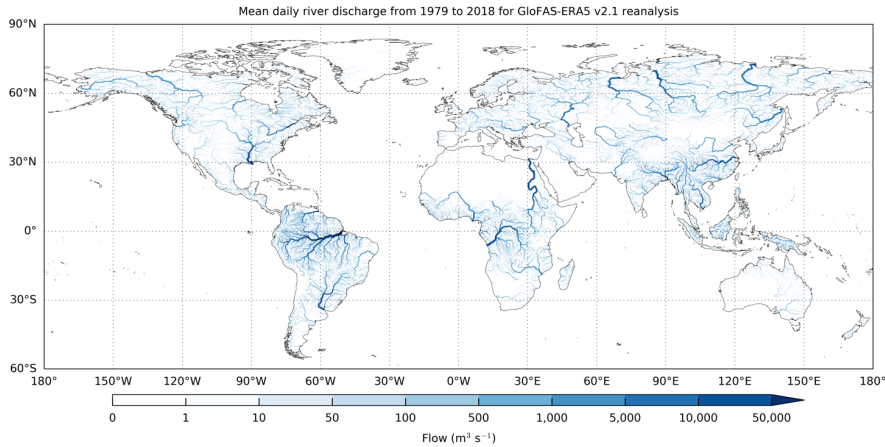 Mean daily river discharge from 1979 to 2018 for GloFAS-ERA5 v2.1 reanalysis
90°N
60°N
30°N
0°
30°S
60°S
180° 150°W 120°W 90°W 60°W 30°W 0°W 30°E 60°E 90°E 120°E 150°E 180°
0 1 10 50 100 500 1,000 5,000 10,000 50,000
Flow (m³ s⁻¹)